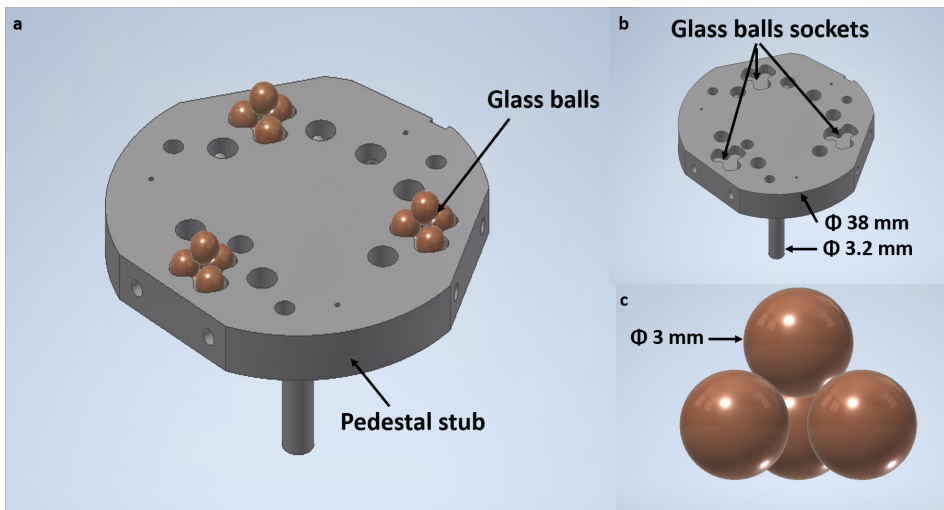 a
Glass balls
Pedestal stub
b
Glass balls sockets
Φ 38 mm
Φ 3.2 mm
c
Φ 3 mm